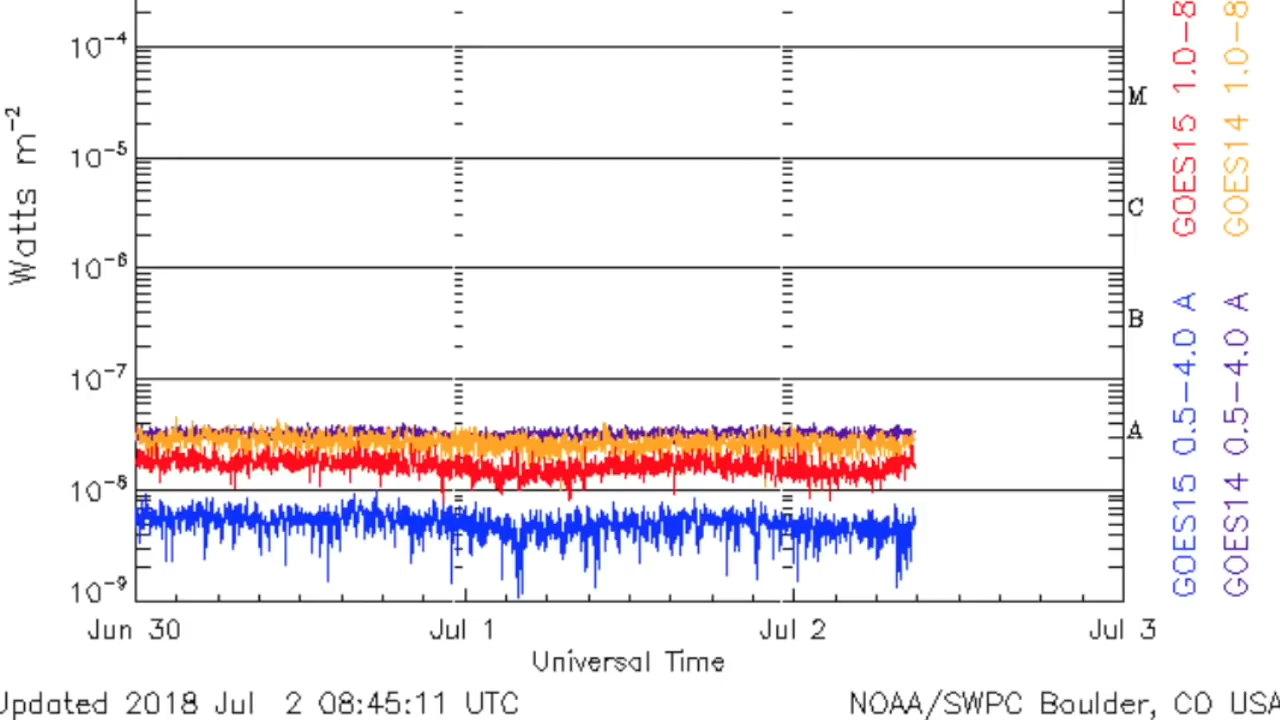 10-4
M
10-5
Watts m-2
C
10-6
B
10-7
A
10-8
10-9
Jun 30 Jul 1 Jul 2 Jul 3
Universal Time
Updated 2018 Jul 2 08:45:11 UTC
NOAA/SWPC Boulder, CO USA
GOES15 0.5-4.0 A GOES15 1.0-8
GOES14 0.5-4.0 A GOES14 1.0-8